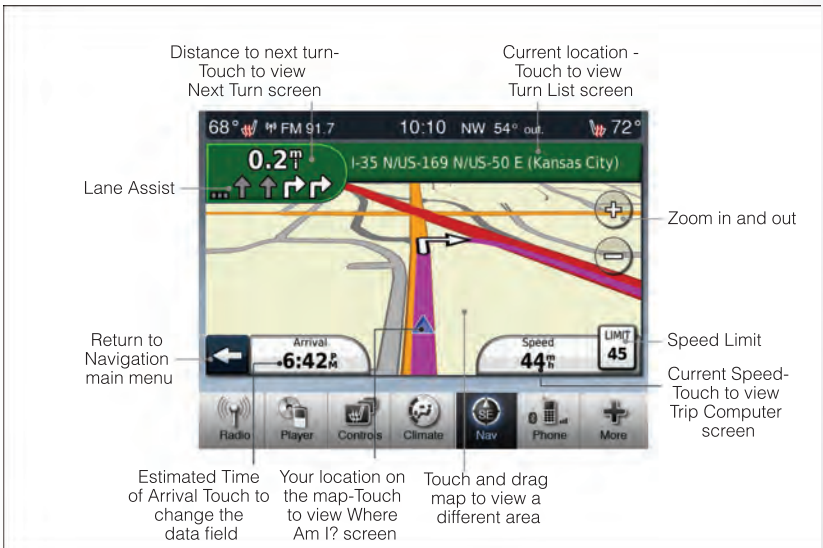 Distance to next turn-
Touch to view
Next Turn screen
Current location -
Touch to view
Turn List screen
68° FM 91.7 10:10 NW 54° out. 72°
0.2 mi
I-35 N/US-169 N/US-50 E (Kansas City)
Lane Assist
Zoom in and out
Return to
Navigation
main menu
Arrival
6:42 PM
Speed
44 mh
LIMIT
45
Speed Limit
Current Speed-
Touch to view
Trip Computer
screen
Radio Player Controls Climate SE Nav Phone More
Estimated Time
of Arrival Touch to
change the
data field
Your location on
the map-Touch
to view Where
Am I? screen
Touch and drag
map to view a
different area